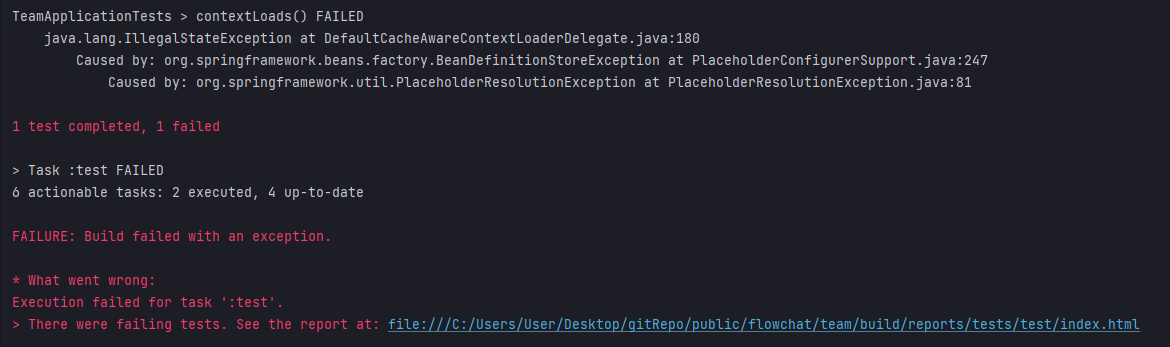 TeamApplicationTests > contextLoads() FAILED
java.lang.IllegalStateException at DefaultCacheAwareContextLoaderDelegate.java:180
Caused by: org.springframework.beans.factory.BeanDefinitionStoreException at PlaceholderConfigurerSupport.java:247
Caused by: org.springframework.util.PlaceholderResolutionException at PlaceholderResolutionException.java:81
1 test completed, 1 failed
> Task :test FAILED
6 actionable tasks: 2 executed, 4 up-to-date
FAILURE: Build failed with an exception.
* What went wrong:
Execution failed for task ':test'.
> There were failing tests. See the report at: file:///C:/Users/User/Desktop/gitRepo/public/flowchat/team/build/reports/tests/test/index.html